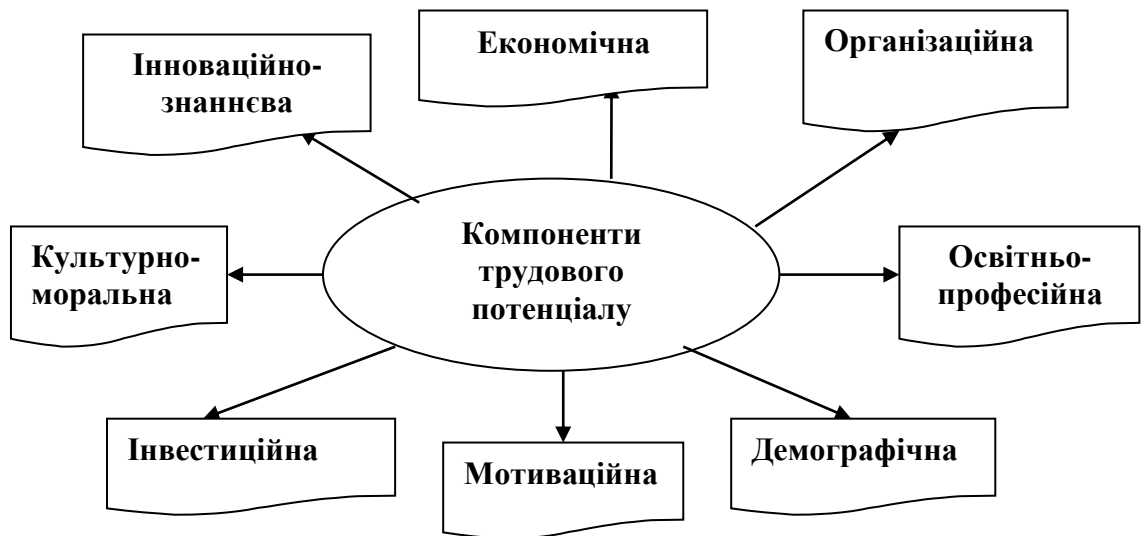 Інноваційно-
знаннєва
Економічна
Організаційна
Культурно-
моральна
Компоненти
трудового
потенціалу
Освітньо-
професійна
Інвестиційна
Мотиваційна
Демографічна